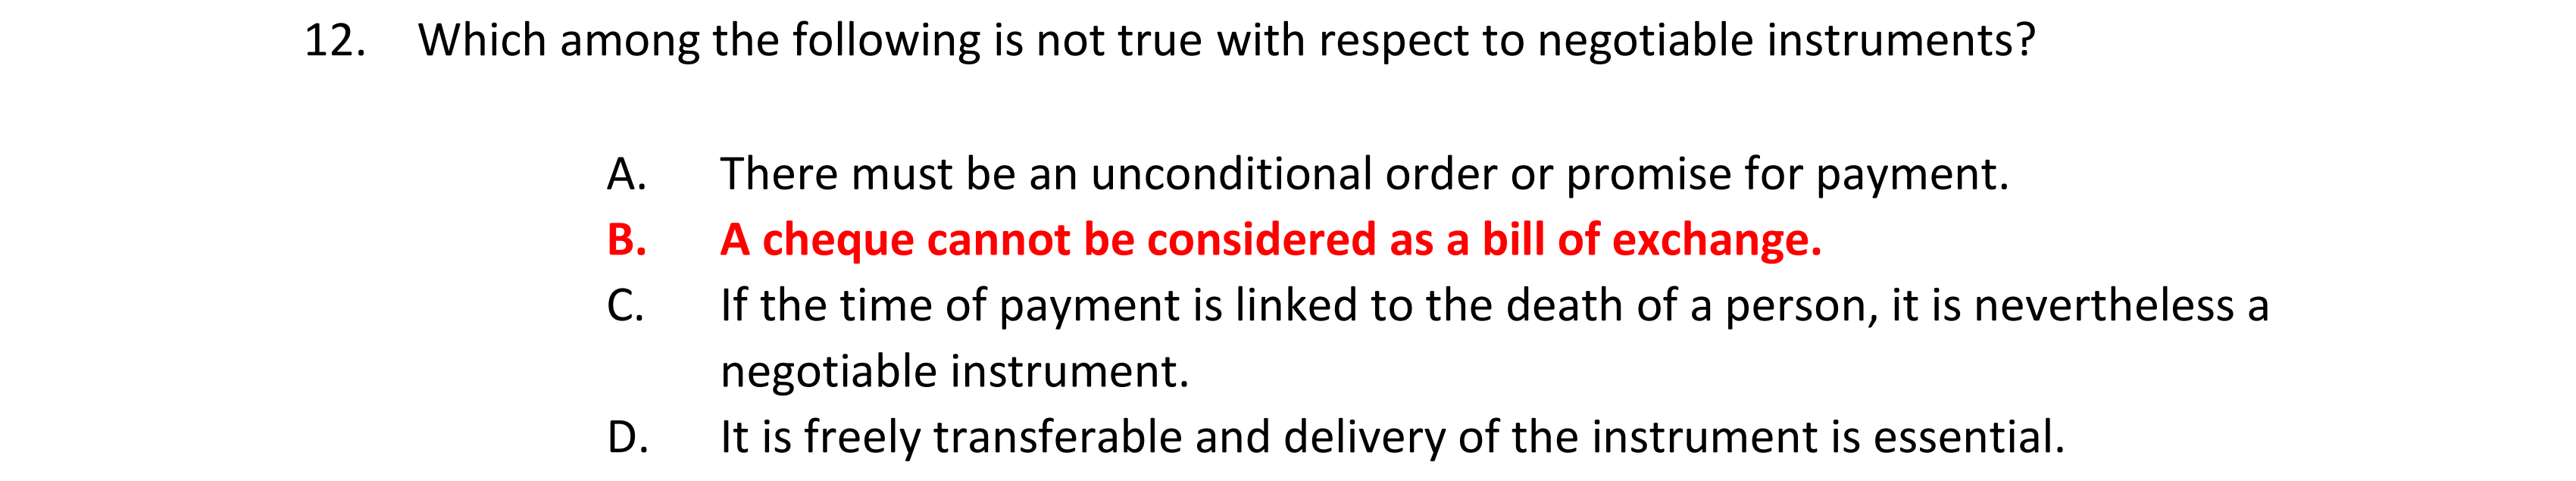 12. Which among the following is not true with respect to negotiable instruments?
A. There must be an unconditional order or promise for payment.
B. A cheque cannot be considered as a bill of exchange.
C. If the time of payment is linked to the death of a person, it is nevertheless a
negotiable instrument.
D. It is freely transferable and delivery of the instrument is essential.